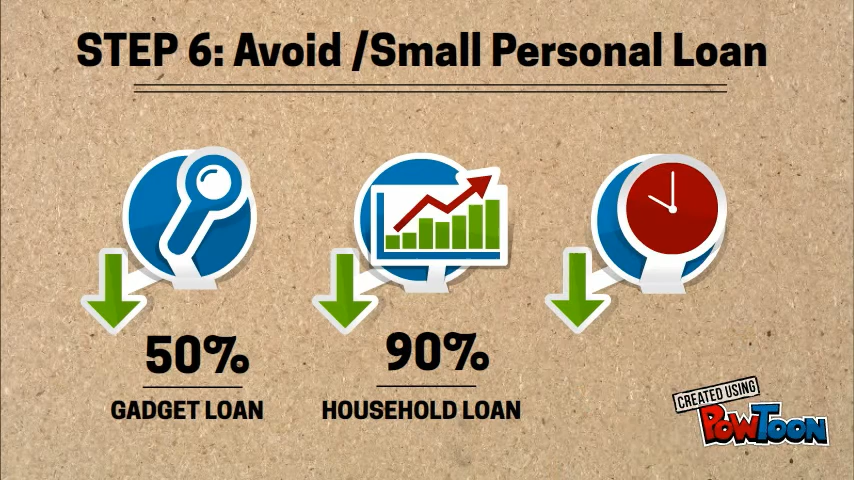 STEP 6: Avoid /Small Personal Loan
50%
GADGET LOAN
90%
HOUSEHOLD LOAN
CREATED USING
POWTOON